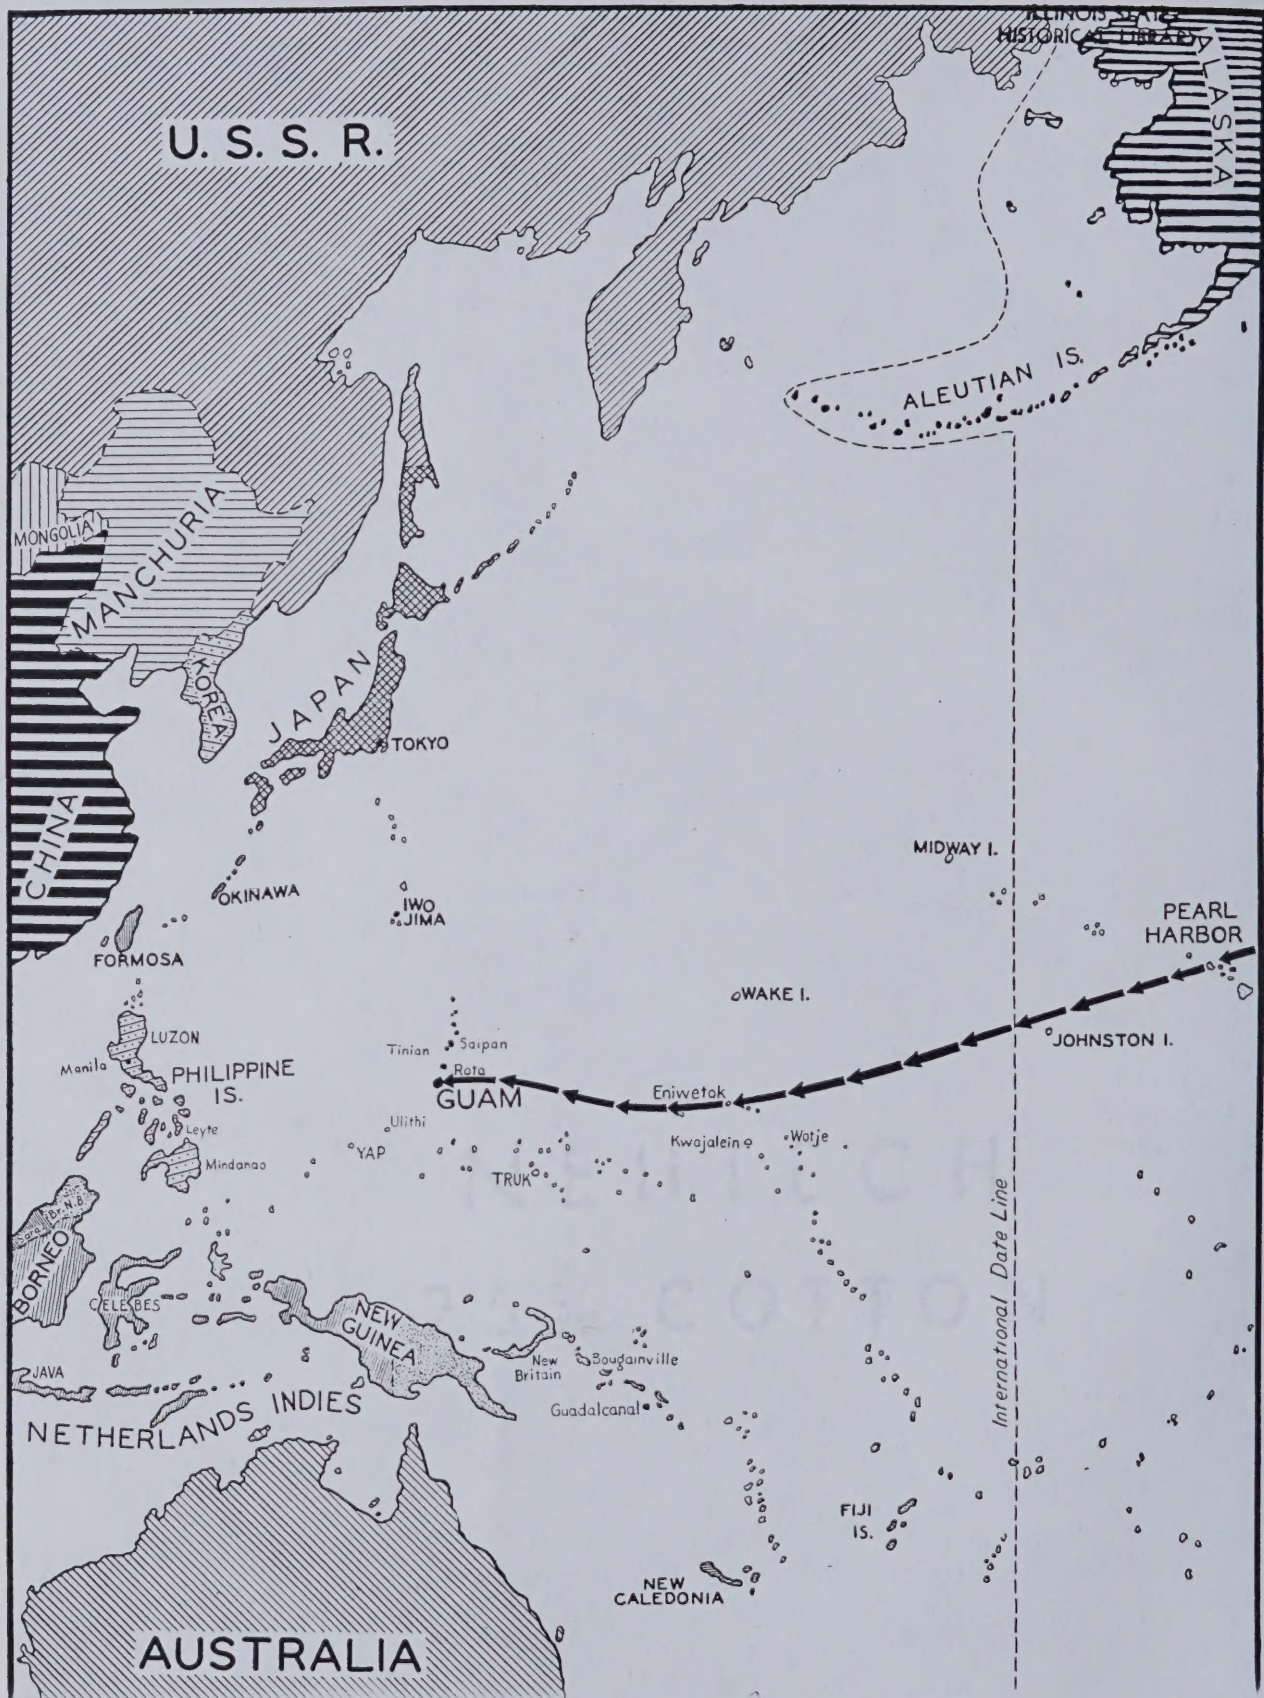 ILLINOIS STATE
HISTORICAL LIBRARY
ALASKA
U. S. S. R.
ALEUTIAN IS.
MONGOLIA
MANCHURIA
KOREA
JAPAN
TOKYO
CHINA
MIDWAY I.
OKINAWA
IWO
JIMA
PEARL
HARBOR
FORMOSA
WAKE I.
JOHNSTON I.
LUZON
Manila
PHILIPPINE
IS.
Tinian
Saipan
Rota
GUAM
Eniwetok
Leyte
Ulithi
YAP
Kwajalein
Wotje
Mindanao
TRUK
Sara.
Br. N. B.
BORNEO
CELEBES
International Date Line
NEW
GUINEA
New
Britain
Bougainville
JAVA
Guadalcanal
NETHERLANDS INDIES
FIJI
IS.
NEW
CALEDONIA
AUSTRALIA